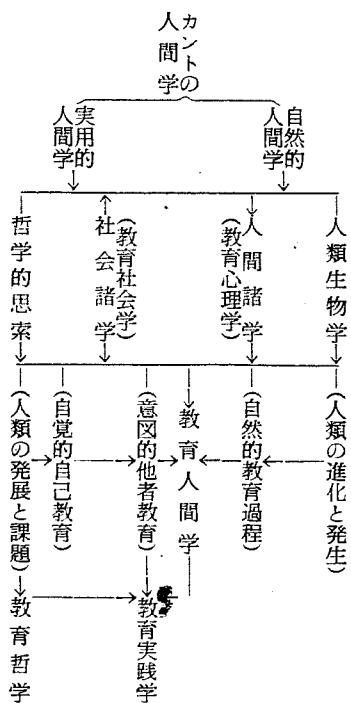 カントの
人間学
自然的
人間学
実用的
人間学
人類生物学
人間諸学
(教育心理学)
(教育社会学)
社会諸学
哲学的思索
(人類の進化と発生)
(自然的教育過程)
教育人間学
(意図的他者教育)
(自覚的自己教育)
(人類の発展と課題)
教育実践学
教育哲学